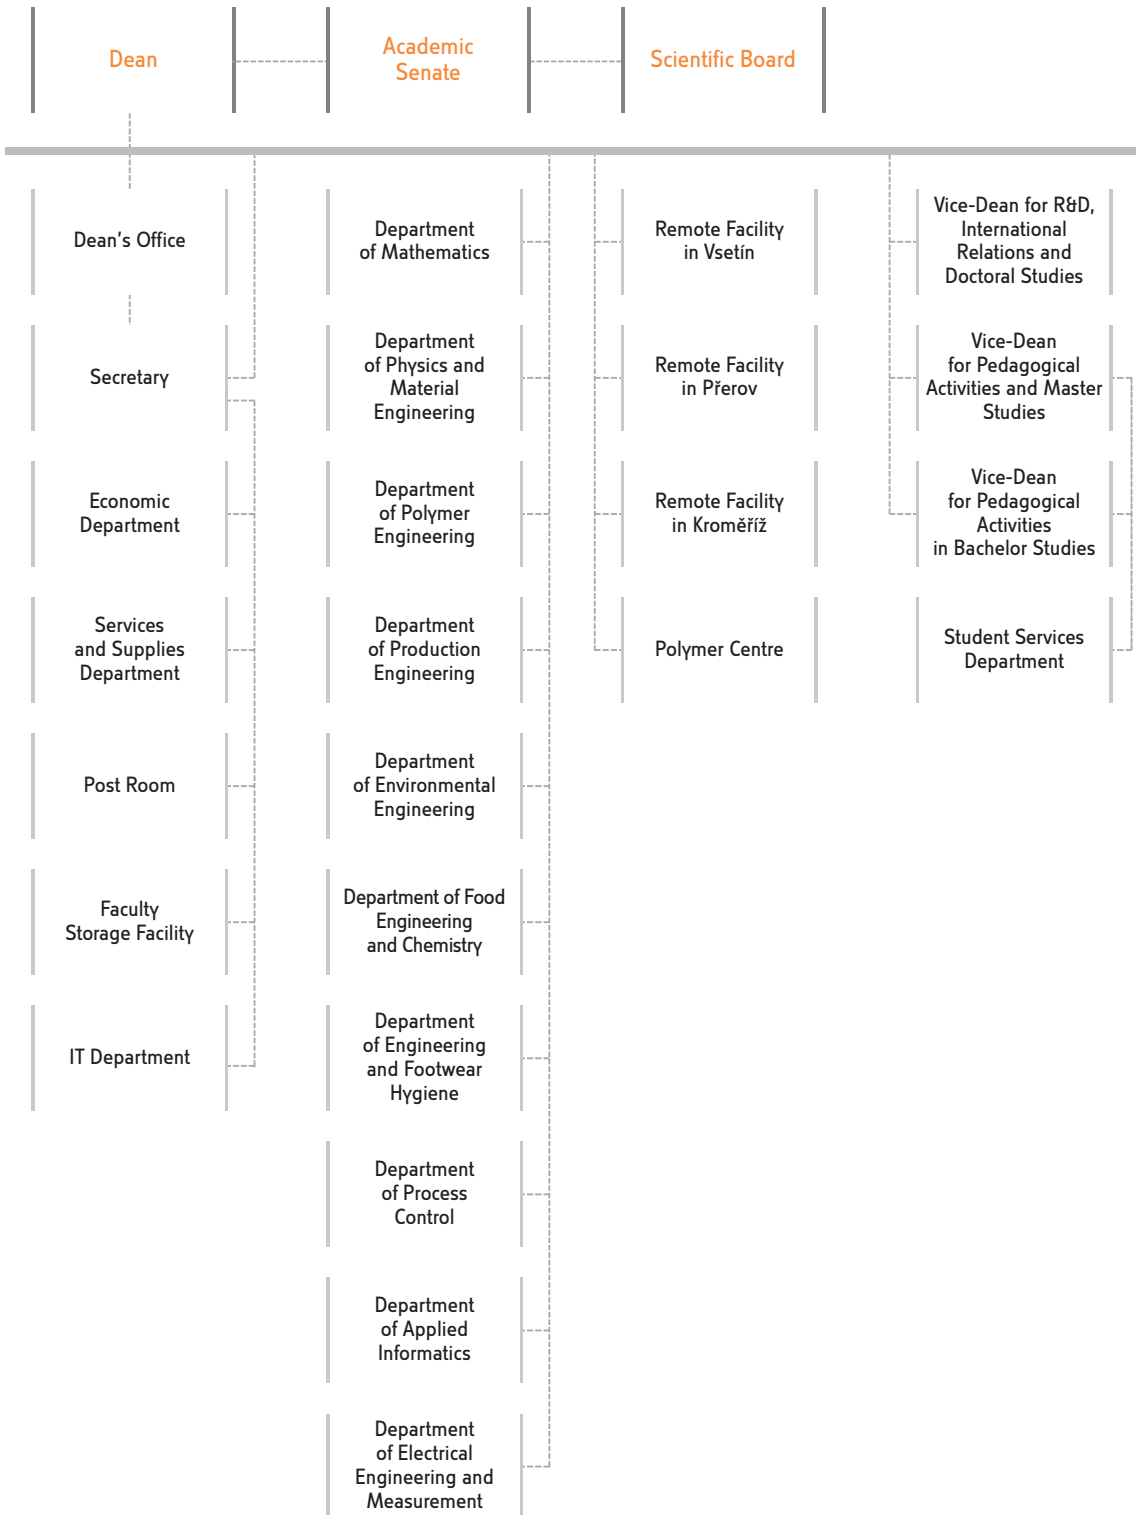 Dean
Academic
Senate
Scientific Board
Dean's Office
Secretary
Economic
Department
Services
and Supplies
Department
Post Room
Faculty
Storage Facility
IT Department
Department
of Mathematics
Department
of Physics and
Material
Engineering
Department
of Polymer
Engineering
Department
of Production
Engineering
Department
of Environmental
Engineering
Department of Food
Engineering
and Chemistry
Department
of Engineering
and Footwear
Hygiene
Department
of Process
Control
Department
of Applied
Informatics
Department
of Electrical
Engineering and
Measurement
Remote Facility
in Vsetín
Remote Facility
in Přerov
Remote Facility
in Kroměříž
Polymer Centre
Vice-Dean for R&D,
International
Relations and
Doctoral Studies
Vice-Dean
for Pedagogical
Activities and Master
Studies
Vice-Dean
for Pedagogical
Activities
in Bachelor Studies
Student Services
Department